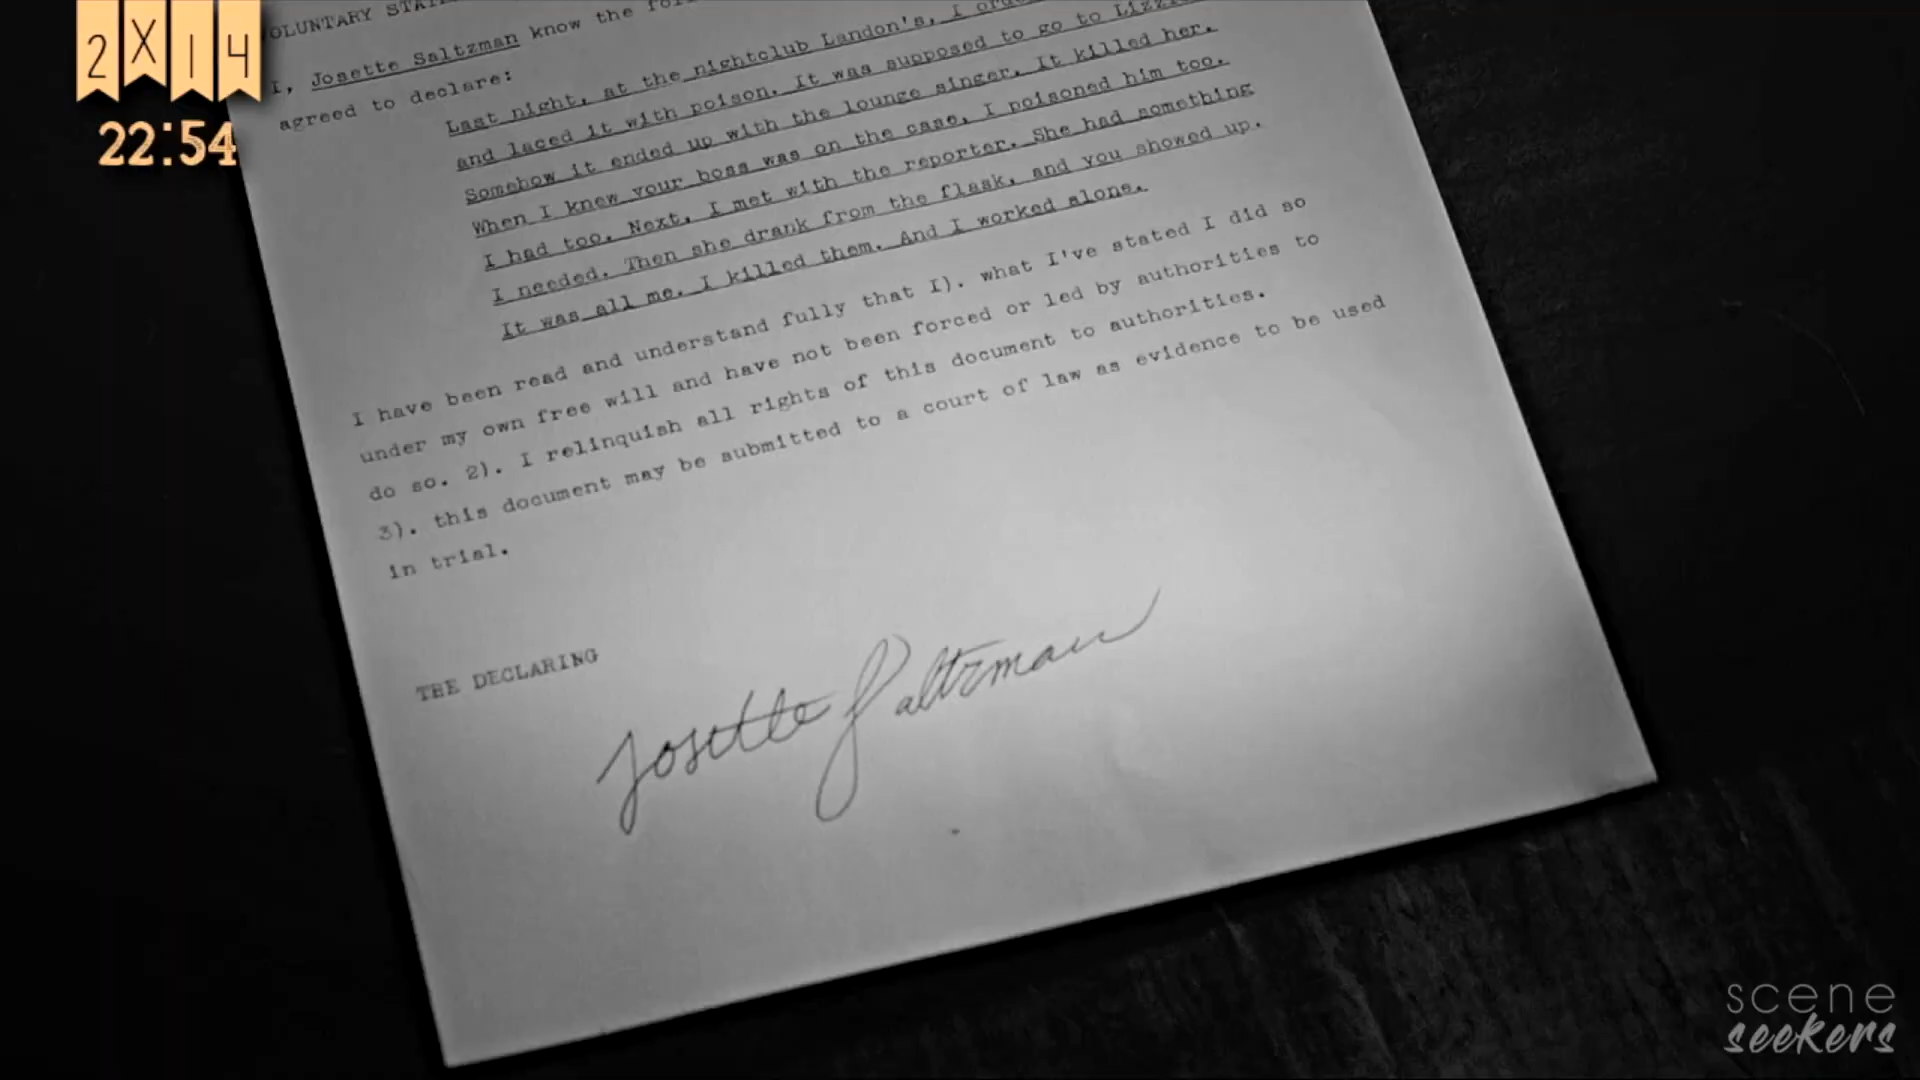 2X14
22:54
OLUNTARY
I, Josette Saltzman know the
agreed to declare:
Last night, at the nightclub Landon's, I
and laced it with poison. It was supposed to go to
Somehow it ended up with the lounge singer. It killed her.
When I knew your boss was on the case, I poisoned him too.
I had too. Next, I met with the reporter. She had something
I needed. Then she drank from the flask, and you showed up.
It was all me. I killed them. And I worked alone.
I have been read and understand fully that I). what I've stated I did so
under my own free will and have not been forced or led by authorities to
do so. 2). I relinquish all rights of this document to authorities.
3). this document may be submitted to a court of law as evidence to be used
in trial.
THE DECLARING
Josette Saltzman
scene
seekers